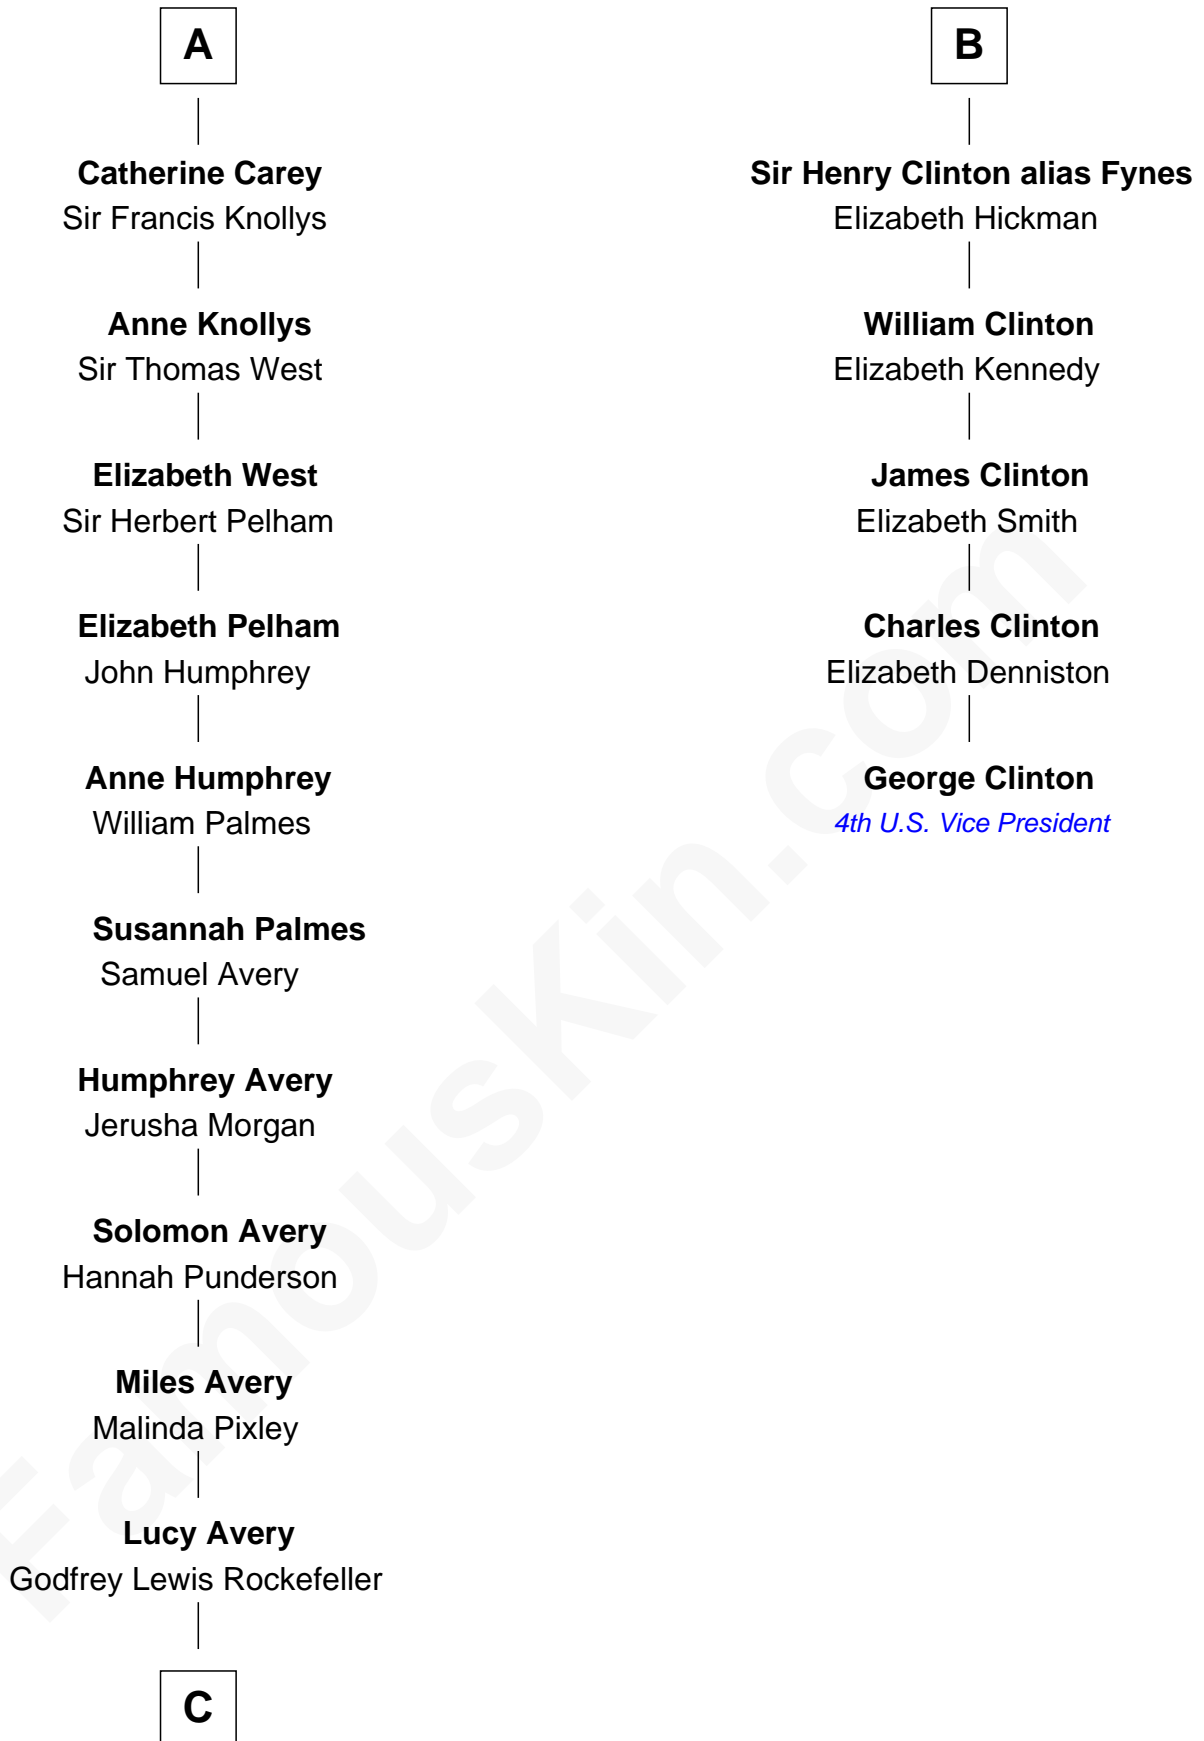 A
Catherine Carey
Sir Francis Knollys
Anne Knollys
Sir Thomas West
Elizabeth West
Sir Herbert Pelham
Elizabeth Pelham
John Humphrey
Anne Humphrey
William Palmes
Susannah Palmes
Samuel Avery
Humphrey Avery
Jerusha Morgan
Solomon Avery
Hannah Punderson
Miles Avery
Malinda Pixley
Lucy Avery
Godfrey Lewis Rockefeller
C
B
Sir Henry Clinton alias Fynes
Elizabeth Hickman
William Clinton
Elizabeth Kennedy
James Clinton
Elizabeth Smith
Charles Clinton
Elizabeth Denniston
George Clinton
4th U.S. Vice President
FamousKin.com